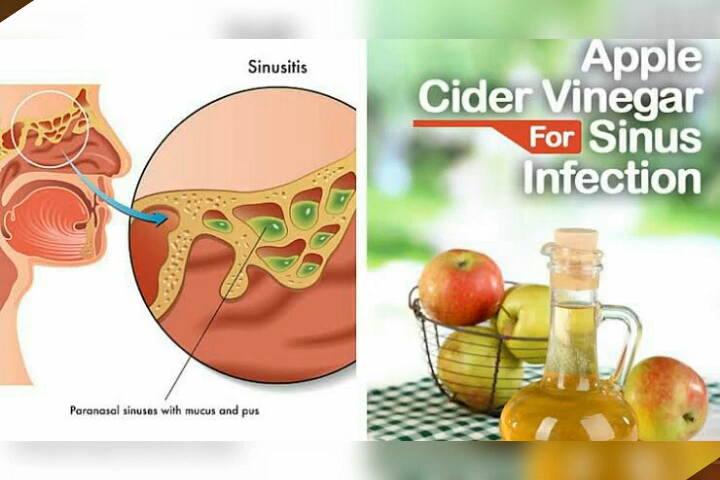 Sinusitis
Paranasal sinuses with mucus and pus
Apple
Cider Vinegar
For Sinus
Infection